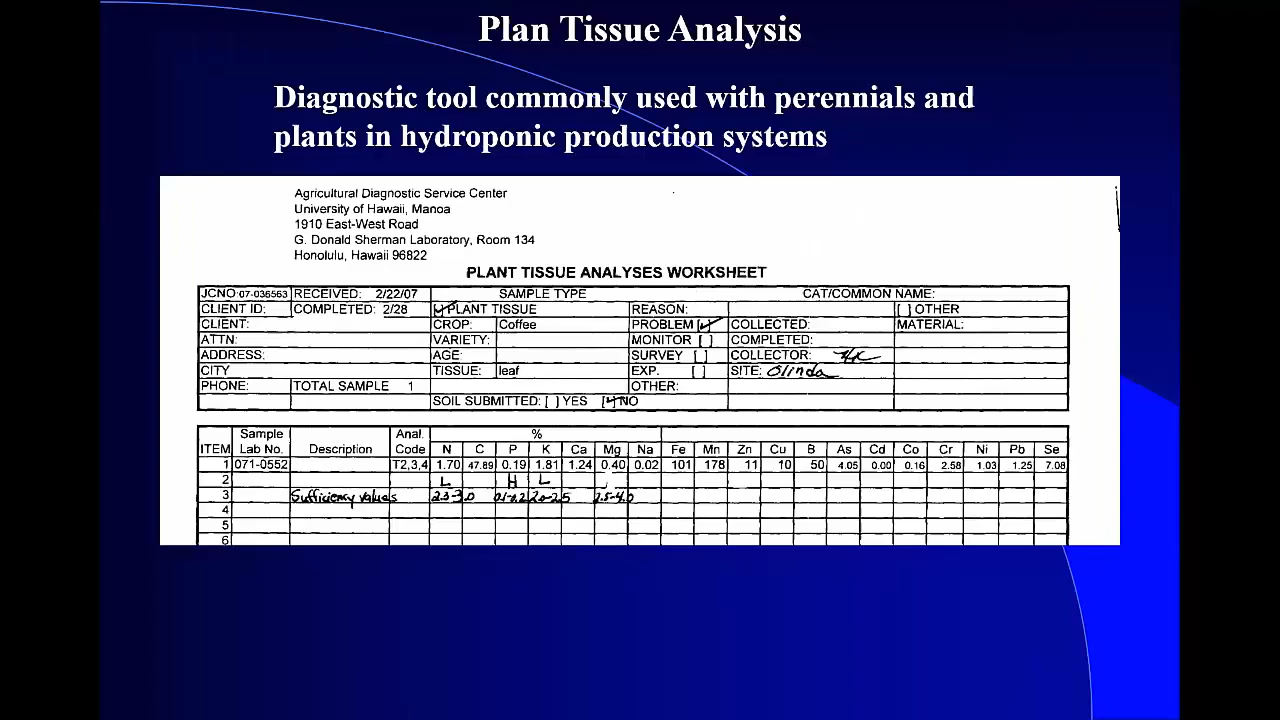 Plan Tissue Analysis
Diagnostic tool commonly used with perennials and
plants in hydroponic production systems
Agricultural Diagnostic Service Center
University of Hawaii, Manoa
1910 East-West Road
G. Donald Sherman Laboratory, Room 134
Honolulu, Hawaii 96822
PLANT TISSUE ANALYSES WORKSHEET
JCNO:07-036563 RECEIVED: 2/22/07 SAMPLE TYPE CAT/COMMON NAME:
CLIENT ID: COMPLETED: 2/28 PLANT TISSUE REASON: [ ] OTHER
CLIENT: CROP: Coffee PROBLEM [✓] COLLECTED: MATERIAL:
ATTN: VARIETY: MONITOR [ ] COMPLETED:
ADDRESS: AGE: SURVEY [ ] COLLECTOR:
CITY TISSUE: leaf EXP. [ ] SITE: Olinda
PHONE: TOTAL SAMPLE 1 OTHER:
SOIL SUBMITTED: [ ] YES [✓] NO
Sample Anal. %
ITEM Lab No. Description Code N C P K Ca Mg Na Fe Mn Zn Cu B As Cd Co Cr Ni Pb Se
1 071-0552 T2,3,4 1.70 47.89 0.19 1.81 1.24 0.40 0.02 101 178 11 10 50 4.05 0.00 0.16 2.58 1.03 1.25 7.08
2 L H L
3 Sufficiency values 2.0-3.0 0.1-0.2 2.0-2.5 2.5-4.0
4
5
6